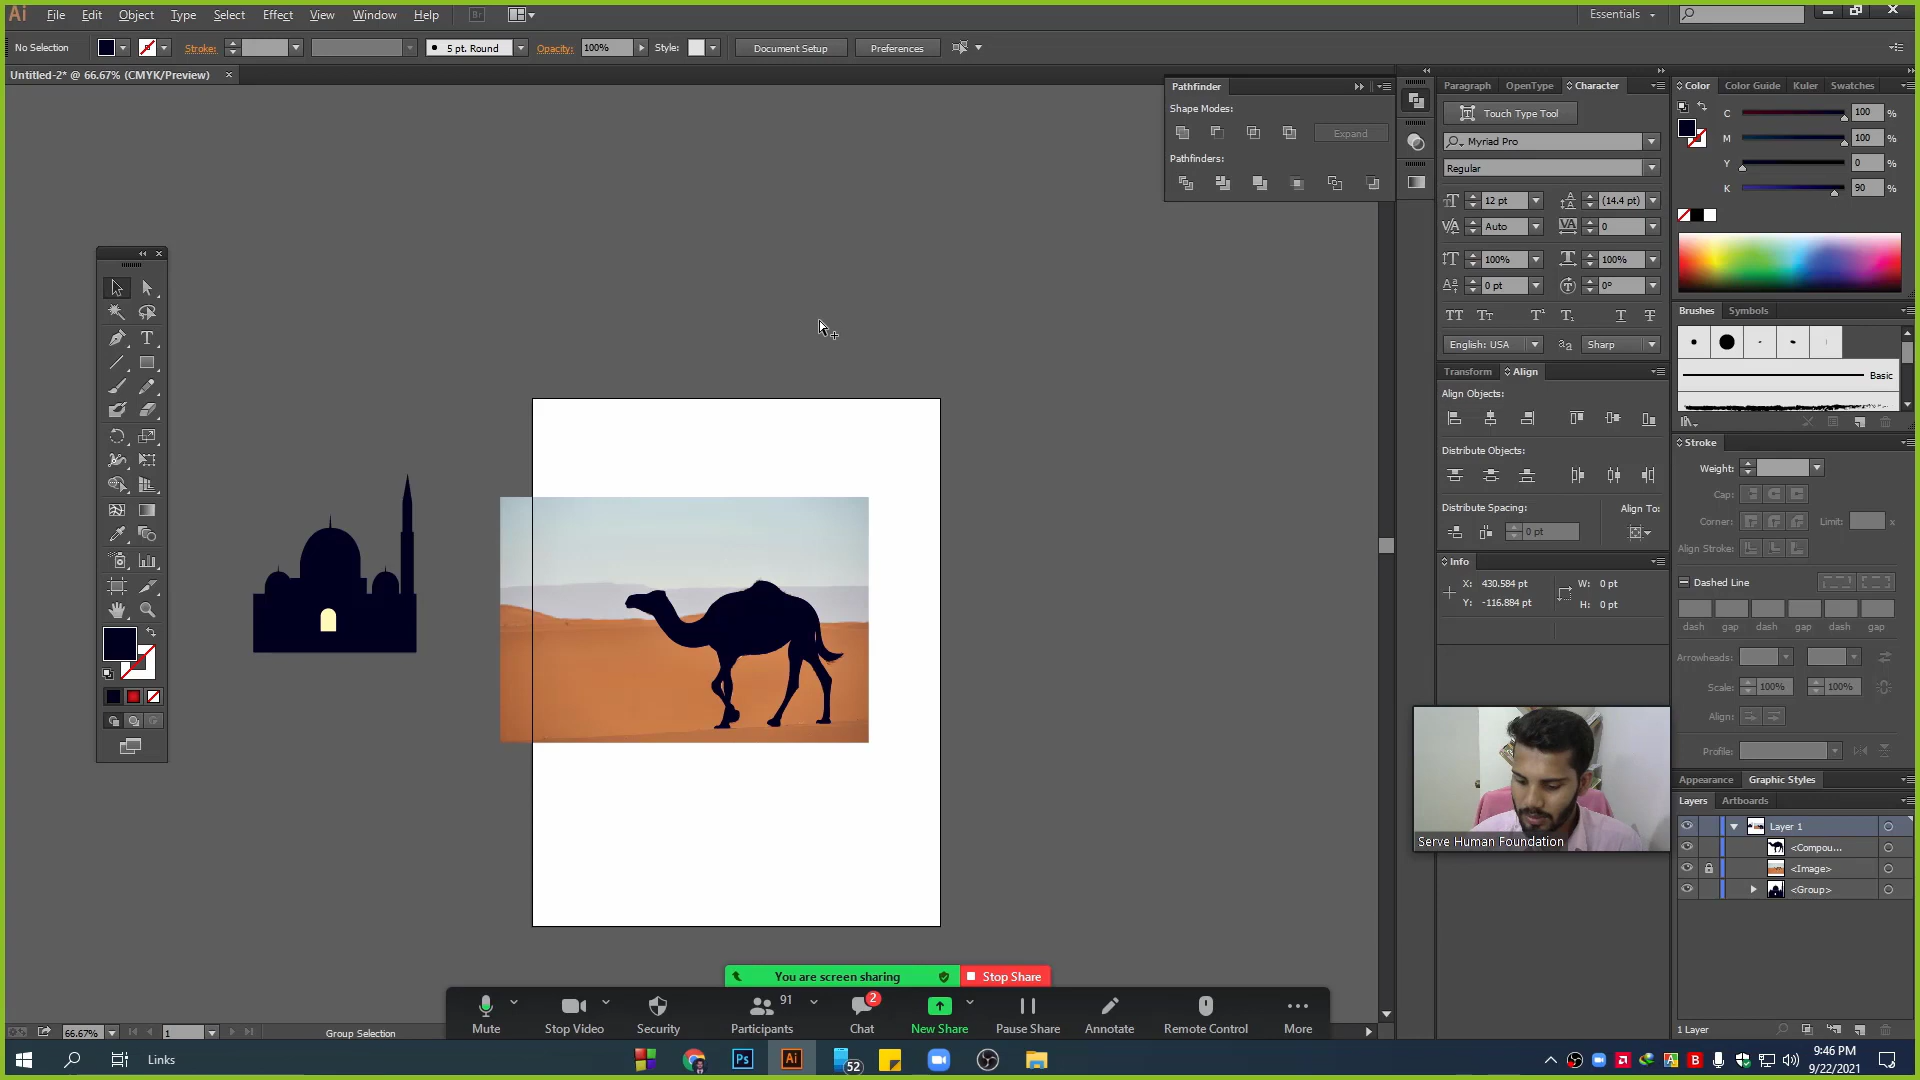 Ai File Edit Object Type Select Effect View Window Help Br Essentials
No Selection Stroke: 5 pt. Round Opacity: 100% Style: Document Setup Preferences
Untitled-2* @ 66.67% (CMYK/Preview)
Pathfinder
Shape Modes:
Expand
Pathfinders:
Paragraph OpenType Character
Touch Type Tool
Myriad Pro
Regular
12 pt (14.4 pt)
Auto 0
100% 100%
0 pt 0°
English: USA Sharp
Transform Align
Align Objects:
Distribute Objects:
Distribute Spacing: Align To:
0 pt
Info
X: 430.584 pt W: 0 pt
Y: -116.884 pt H: 0 pt
Color Color Guide Kuler Swatches
C 100 %
M 100 %
Y 0 %
K 90 %
Brushes Symbols
Basic
Stroke
Weight:
Cap:
Corner: Limit: x
Align Stroke:
Dashed Line
dash gap dash gap dash gap
Arrowheads:
Scale: 100% 100%
Align:
Profile:
Appearance Graphic Styles
Layers Artboards
Layer 1
<Compou...
<Image>
<Group>
1 Layer
Serve Human Foundation
You are screen sharing Stop Share
91 2
Mute Stop Video Security Participants Chat New Share Pause Share Annotate Remote Control More
66.67% 1 Group Selection
Links Ps Ai 52
9:46 PM
9/22/2021